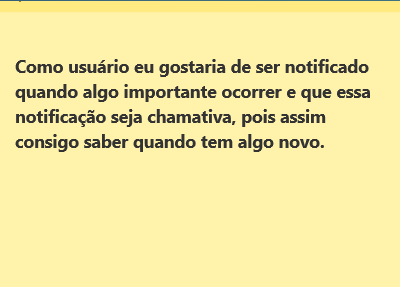 Como usuário eu gostaria de ser notificado
quando algo importante ocorrer e que essa
notificação seja chamativa, pois assim
consigo saber quando tem algo novo.